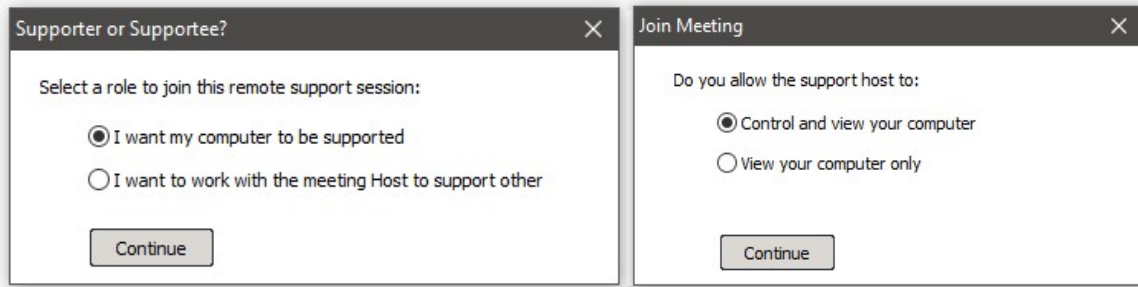 Supporter or Supportee?
Select a role to join this remote support session:
I want my computer to be supported
I want to work with the meeting Host to support other
Continue
Join Meeting
Do you allow the support host to:
Control and view your computer
View your computer only
Continue